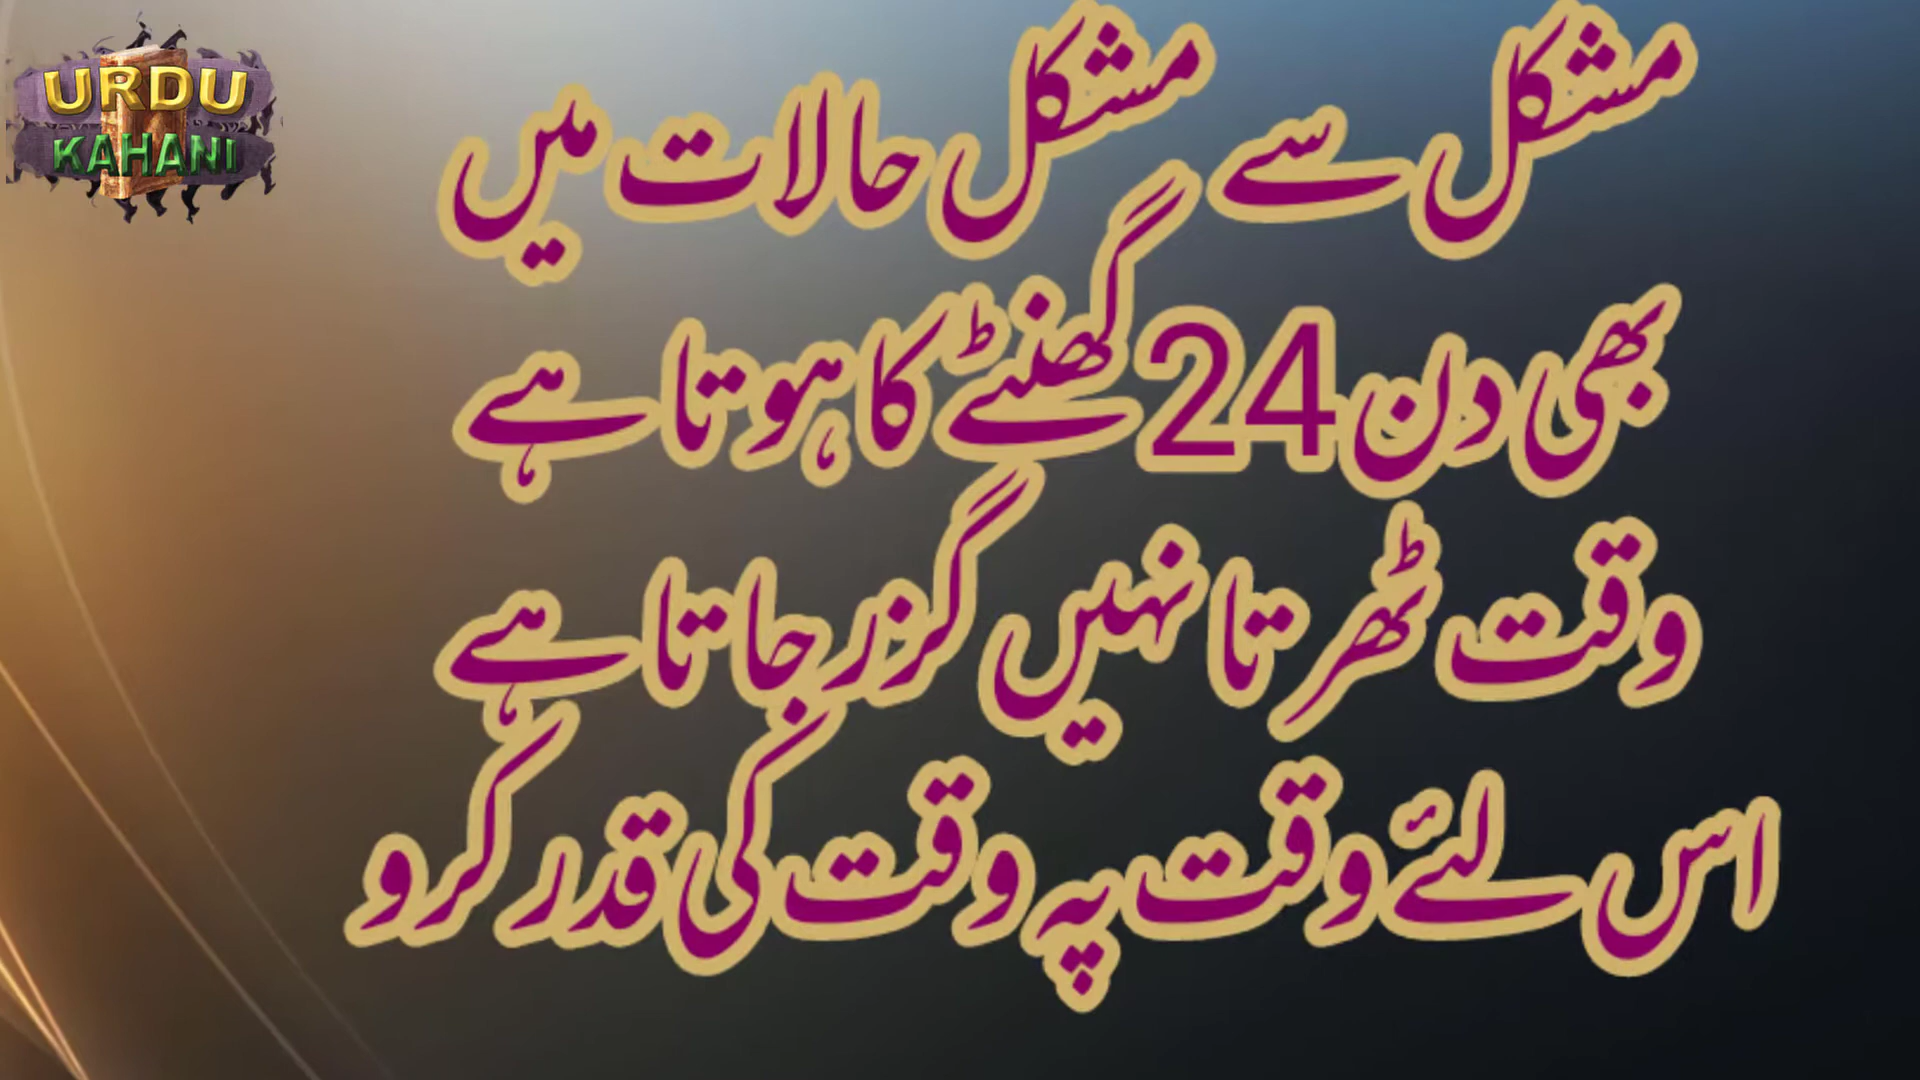 URDU
KAHANI
مشکل سے مشکل حالات میں
بھی دن 24 گھنٹے کا ہوتا ہے
وقت ٹھرتا نہیں گزر جاتا ہے
اس لئے وقت پہ وقت کی قدر کرو